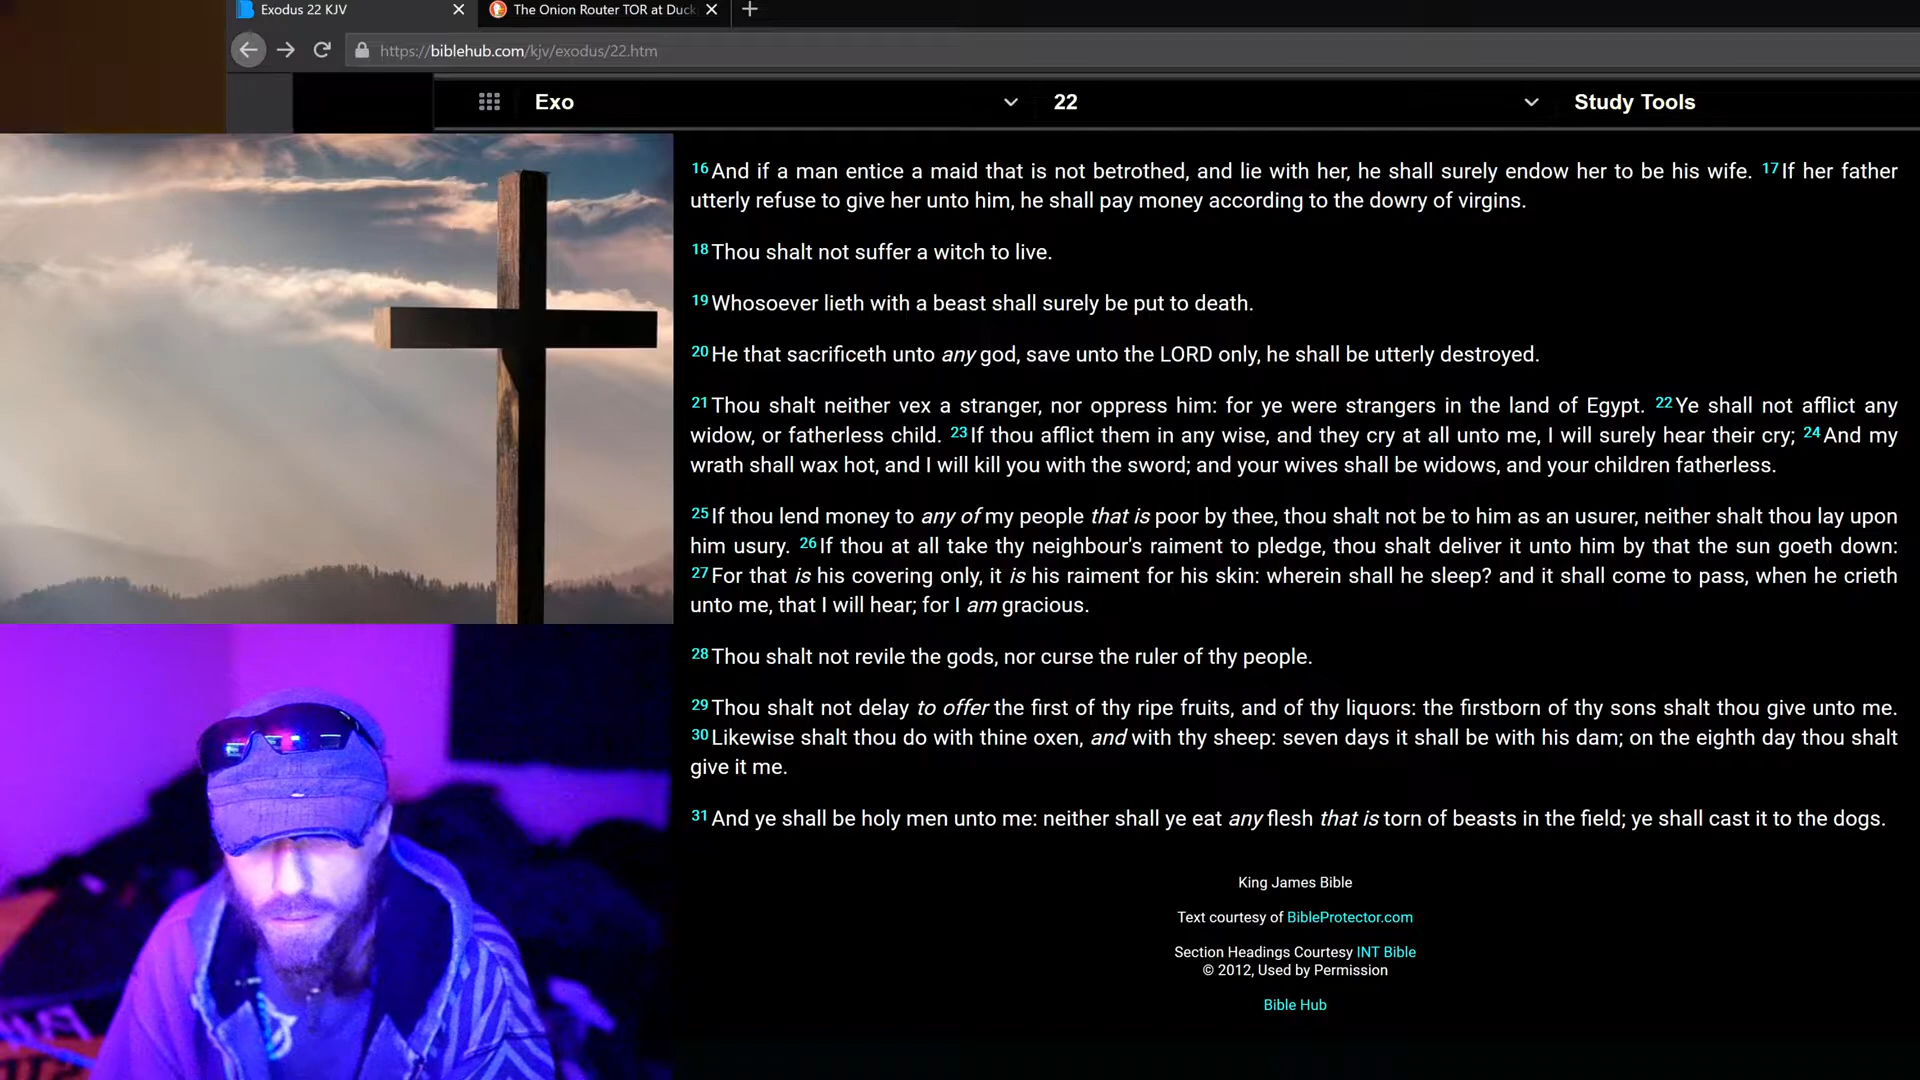 Exodus 22 KJV
The Onion Router TOR at Duck
https://biblehub.com/kjv/exodus/22.htm
Exo 22 Study Tools
16 And if a man entice a maid that is not betrothed, and lie with her, he shall surely endow her to be his wife. 17 If her father
utterly refuse to give her unto him, he shall pay money according to the dowry of virgins.
18 Thou shalt not suffer a witch to live.
19 Whosoever lieth with a beast shall surely be put to death.
20 He that sacrificeth unto any god, save unto the LORD only, he shall be utterly destroyed.
21 Thou shalt neither vex a stranger, nor oppress him: for ye were strangers in the land of Egypt. 22 Ye shall not afflict any
widow, or fatherless child. 23 If thou afflict them in any wise, and they cry at all unto me, I will surely hear their cry; 24 And my
wrath shall wax hot, and I will kill you with the sword; and your wives shall be widows, and your children fatherless.
25 If thou lend money to any of my people that is poor by thee, thou shalt not be to him as an usurer, neither shalt thou lay upon
him usury. 26 If thou at all take thy neighbour's raiment to pledge, thou shalt deliver it unto him by that the sun goeth down:
27 For that is his covering only, it is his raiment for his skin: wherein shall he sleep? and it shall come to pass, when he crieth
unto me, that I will hear; for I am gracious.
28 Thou shalt not revile the gods, nor curse the ruler of thy people.
29 Thou shalt not delay to offer the first of thy ripe fruits, and of thy liquors: the firstborn of thy sons shalt thou give unto me.
30 Likewise shalt thou do with thine oxen, and with thy sheep: seven days it shall be with his dam; on the eighth day thou shalt
give it me.
31 And ye shall be holy men unto me: neither shall ye eat any flesh that is torn of beasts in the field; ye shall cast it to the dogs.
King James Bible
Text courtesy of BibleProtector.com
Section Headings Courtesy INT Bible
© 2012, Used by Permission
Bible Hub